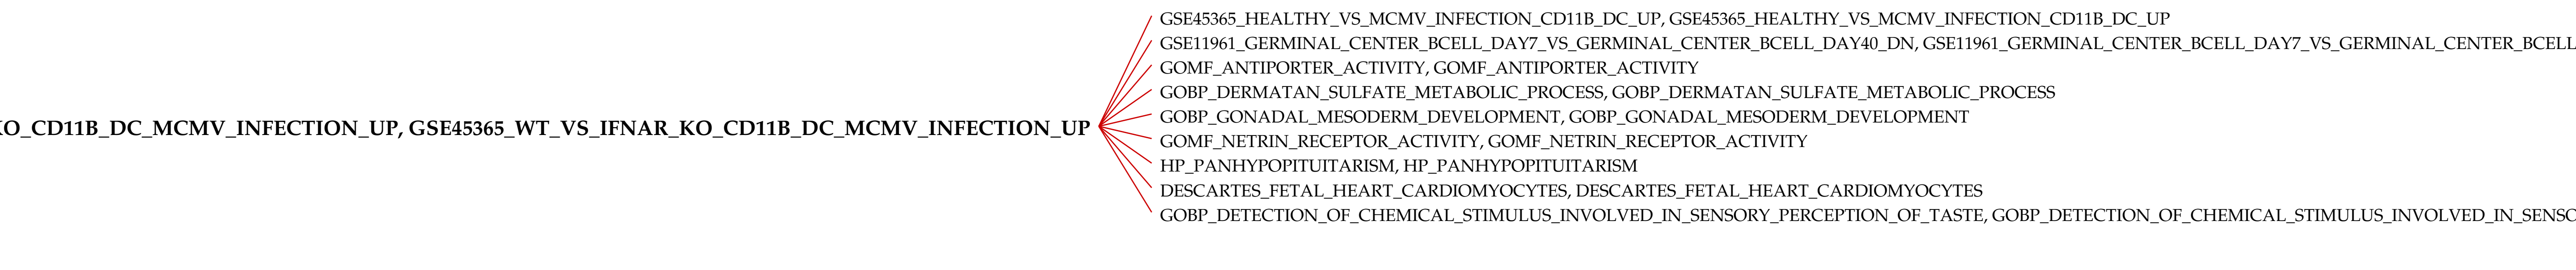 GSE45365_HEALTHY_VS_MCMV_INFECTION_CD11B_DC_UP, GSE45365_HEALTHY_VS_MCMV_INFECTION_CD11B_DC_UP
GSE11961_GERMINAL_CENTER_BCELL_DAY7_VS_GERMINAL_CENTER_BCELL_DAY40_DN, GSE11961_GERMINAL_CENTER_BCELL_DAY7_VS_GERMINAL_CENTER_BCELL
GOMF_ANTIPORTER_ACTIVITY, GOMF_ANTIPORTER_ACTIVITY
GOBP_DERMATAN_SULFATE_METABOLIC_PROCESS, GOBP_DERMATAN_SULFATE_METABOLIC_PROCESS
GOBP_GONADAL_MESODERM_DEVELOPMENT, GOBP_GONADAL_MESODERM_DEVELOPMENT
KO_CD11B_DC_MCMV_INFECTION_UP, GSE45365_WT_VS_IFNAR_KO_CD11B_DC_MCMV_INFECTION_UP
GOMF_NETRIN_RECEPTOR_ACTIVITY, GOMF_NETRIN_RECEPTOR_ACTIVITY
HP_PANHYPOPITUITARISM, HP_PANHYPOPITUITARISM
DESCARTES_FETAL_HEART_CARDIOMYOCYTES, DESCARTES_FETAL_HEART_CARDIOMYOCYTES
GOBP_DETECTION_OF_CHEMICAL_STIMULUS_INVOLVED_IN_SENSORY_PERCEPTION_OF_TASTE, GOBP_DETECTION_OF_CHEMICAL_STIMULUS_INVOLVED_IN_SENSO